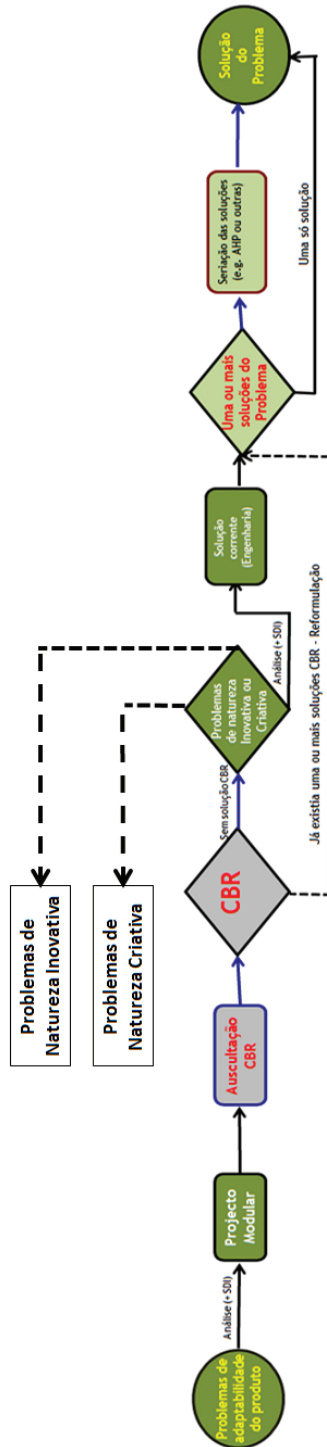 Problemas de
adaptabilidade
do produto
Análise (+ SDI)
Projecto
Modular
Auscultação
CBR
CBR
Sem solução CBR
Problemas
de natureza
Inovativa ou
Criativa
Problemas de
Natureza Inovativa
Problemas de
Natureza Criativa
Análise (+ SDI)
Solução
corrente
(Engenharia)
Já existia uma ou mais soluções CBR - Reformulação
Uma ou mais
soluções do
Problema
Seriação das soluções
(e.g. AHP ou outras)
Uma só solução
Solução
do
Problema